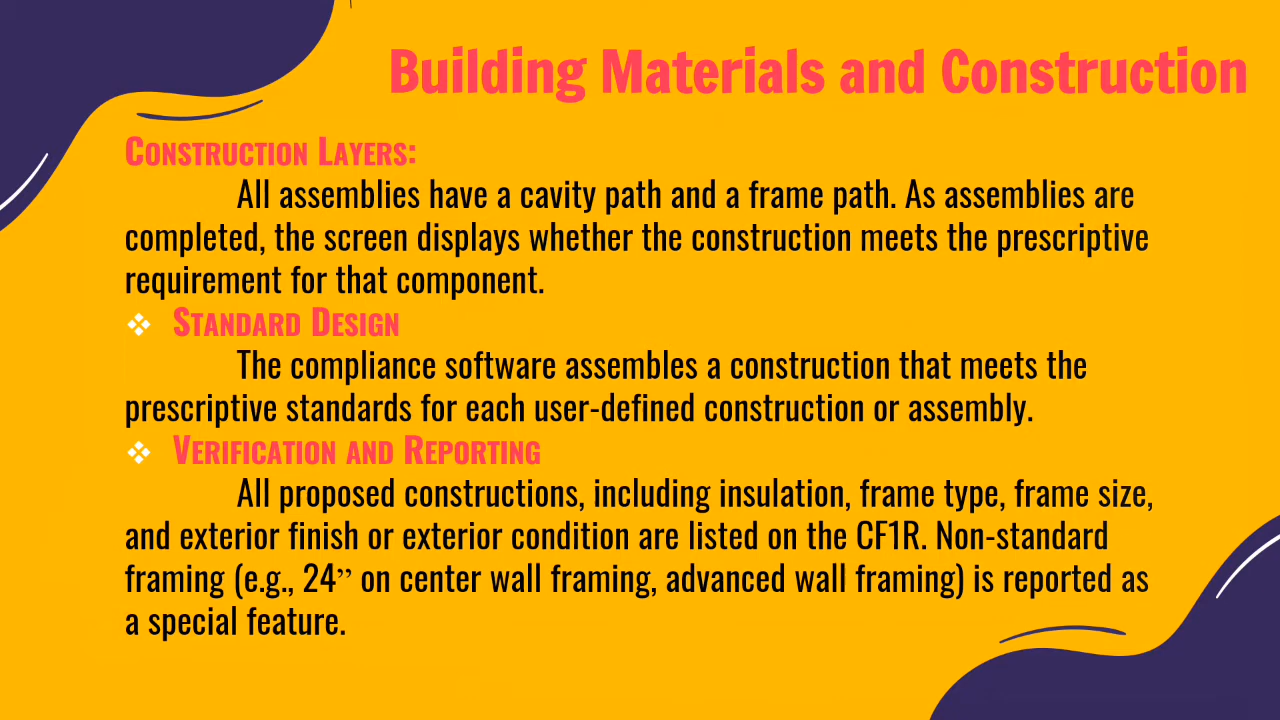 Building Materials and Construction
CONSTRUCTION LAYERS:
All assemblies have a cavity path and a frame path. As assemblies are
completed, the screen displays whether the construction meets the prescriptive
requirement for that component.
❖ STANDARD DESIGN
The compliance software assembles a construction that meets the
prescriptive standards for each user-defined construction or assembly.
❖ VERIFICATION AND REPORTING
All proposed constructions, including insulation, frame type, frame size,
and exterior finish or exterior condition are listed on the CF1R. Non-standard
framing (e.g., 24” on center wall framing, advanced wall framing) is reported as
a special feature.